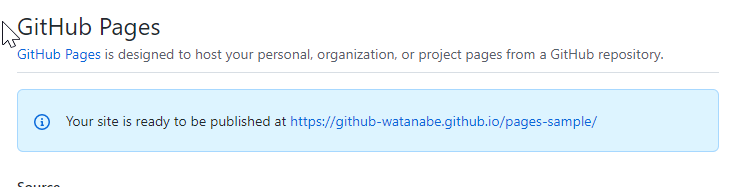 GitHub Pages
GitHub Pages is designed to host your personal, organization, or project pages from a GitHub repository.
Your site is ready to be published at https://github-watanabe.github.io/pages-sample/
Source